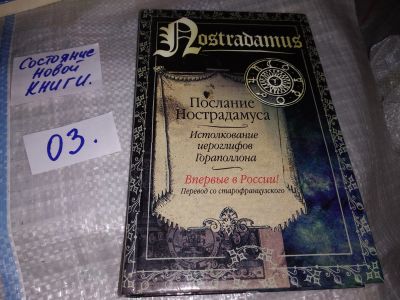 Состояние
новой
книги.
03.
Nostradamus
Послание
Нострадамуса
Истолкование
иероглифов
Гораполлона
Впервые в России!
Перевод со старофранцузского